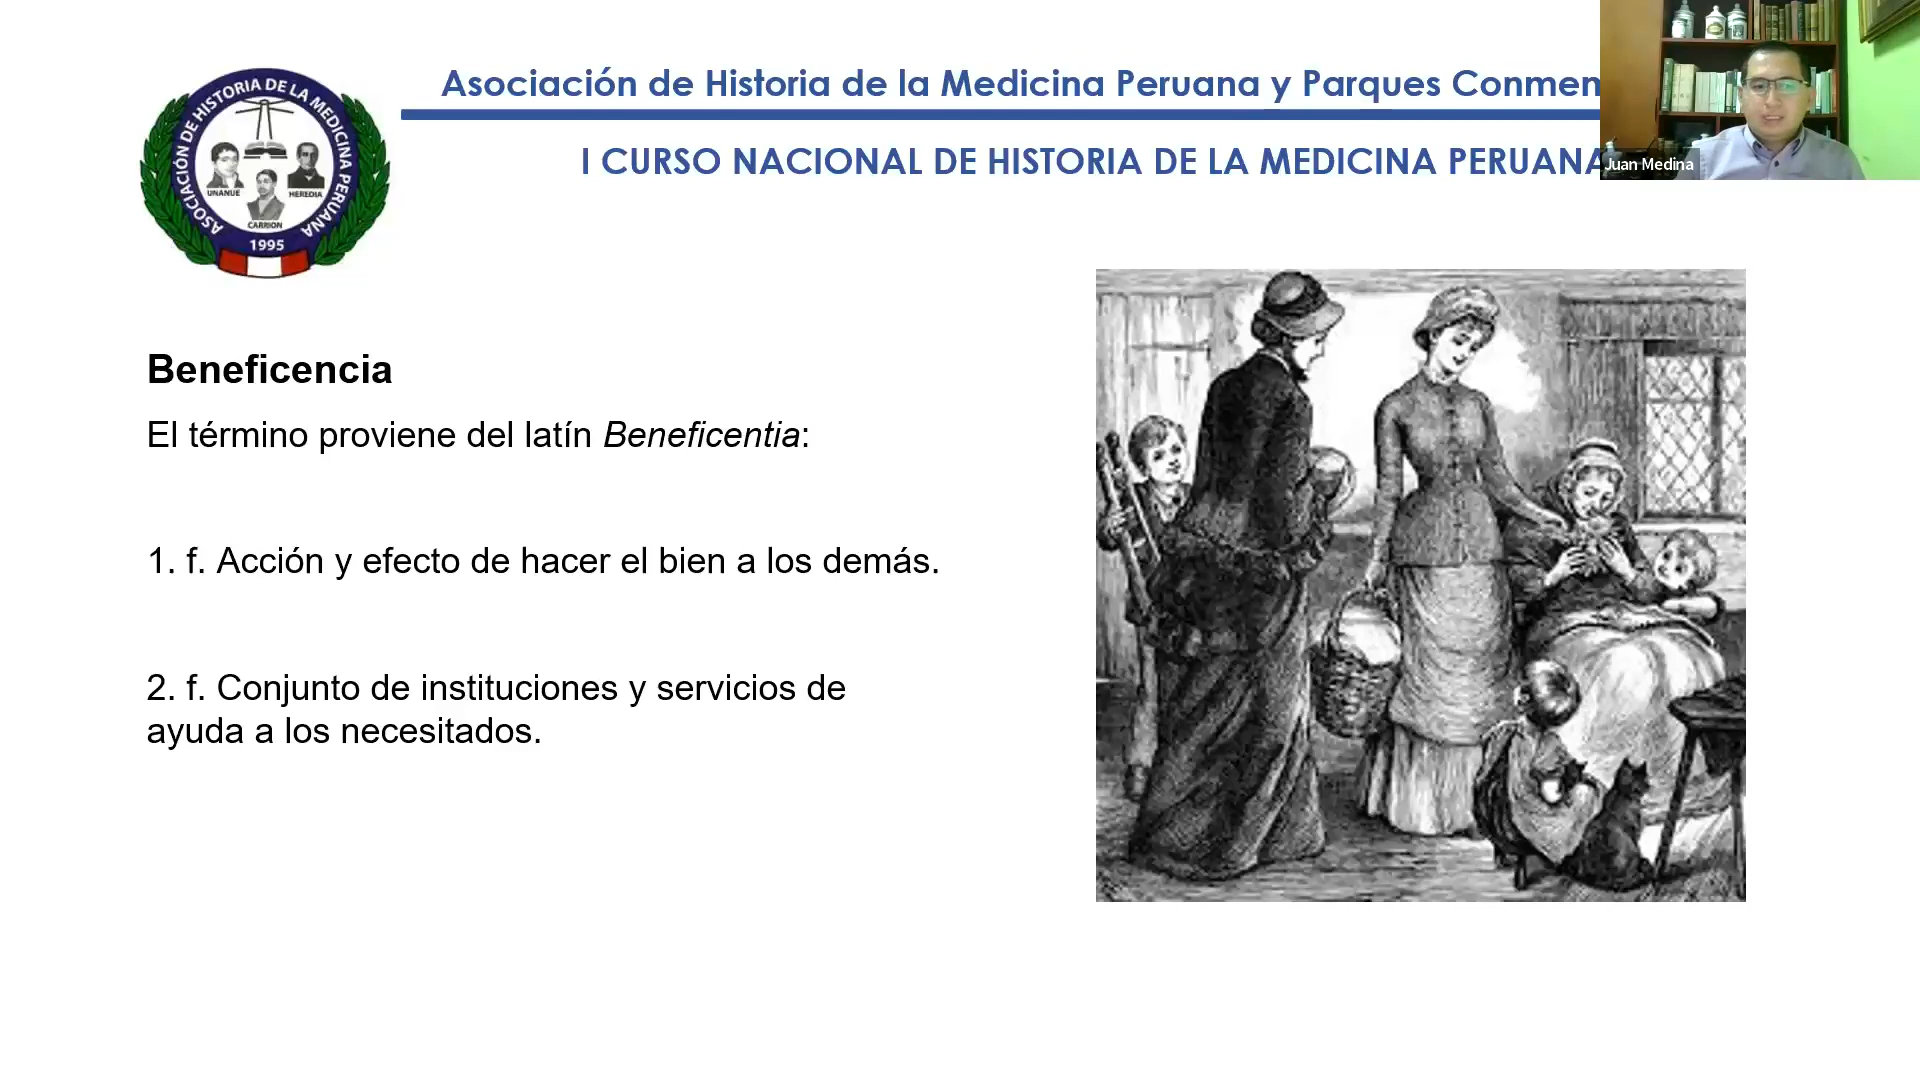 Asociación de Historia de la Medicina Peruana y Parques Conmen
I CURSO NACIONAL DE HISTORIA DE LA MEDICINA PERUANA
Juan Medina
ASOCIACIÓN DE HISTORIA DE LA MEDICINA PERUANA
UNANUE
HEREDIA
CARRION
1995
Beneficencia
El término proviene del latín Beneficentia:
1. f. Acción y efecto de hacer el bien a los demás.
2. f. Conjunto de instituciones y servicios de
ayuda a los necesitados.